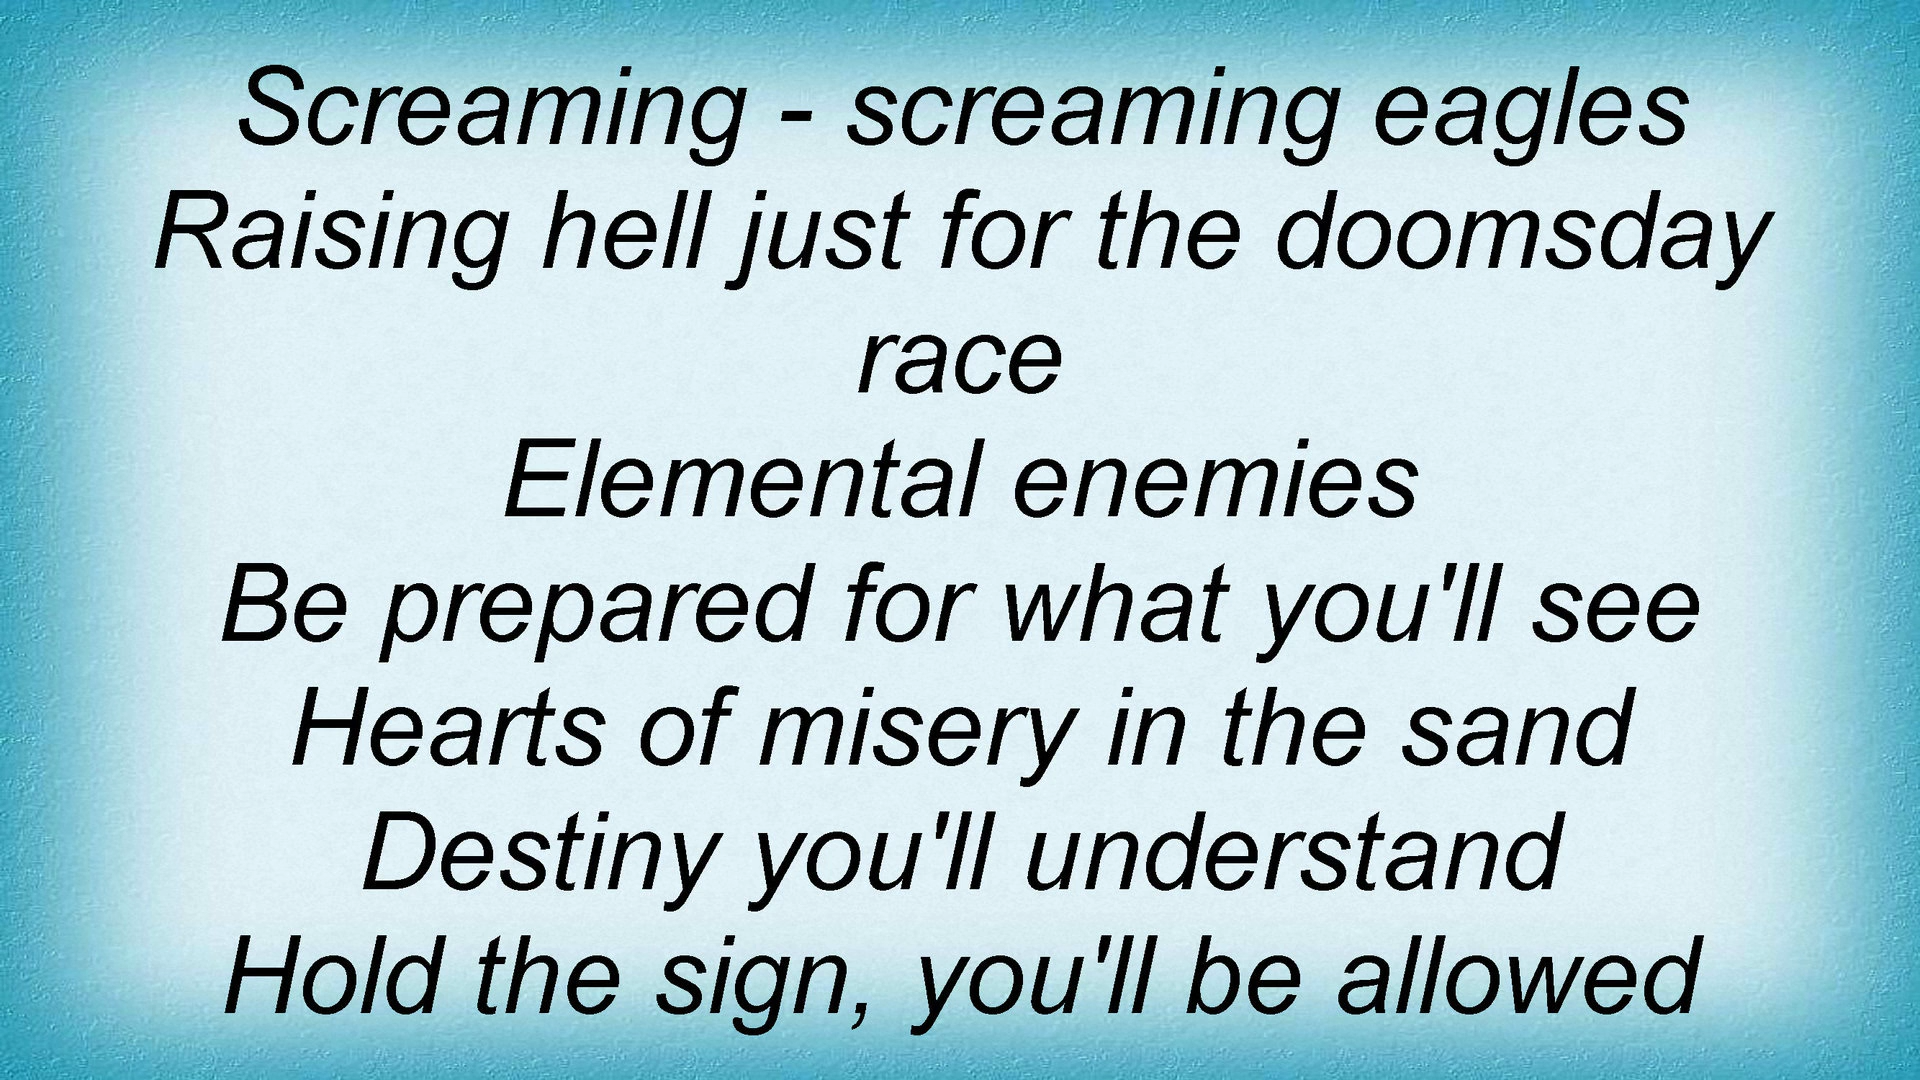 Screaming - screaming eagles
Raising hell just for the doomsday
race
Elemental enemies
Be prepared for what you'll see
Hearts of misery in the sand
Destiny you'll understand
Hold the sign, you'll be allowed